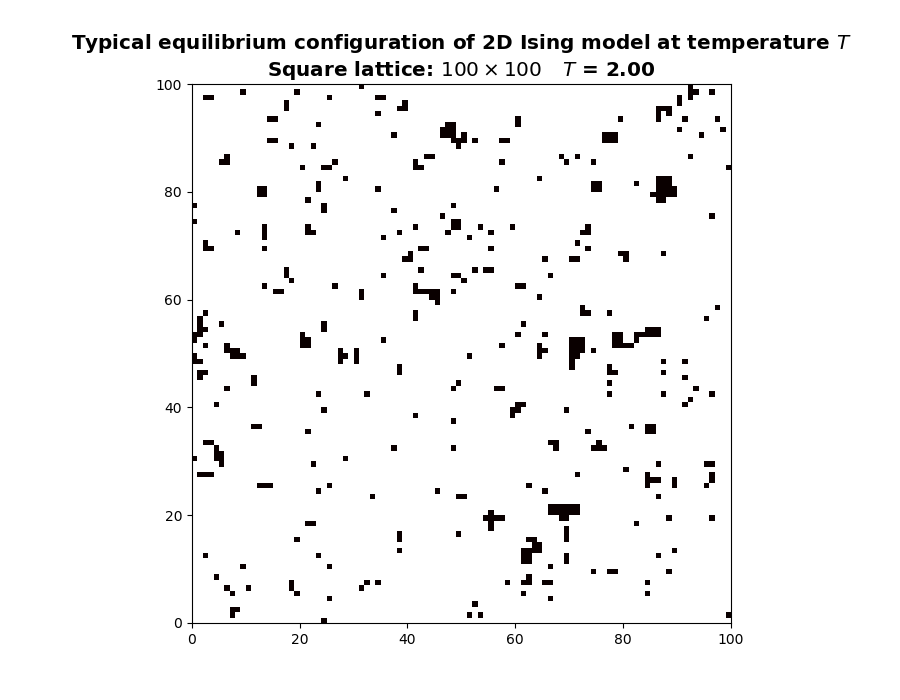 Typical equilibrium configuration of 2D Ising model at temperature T
Square lattice: 100 × 100 T = 2.00
100
80
60
40
20
0
0 20 40 60 80 100